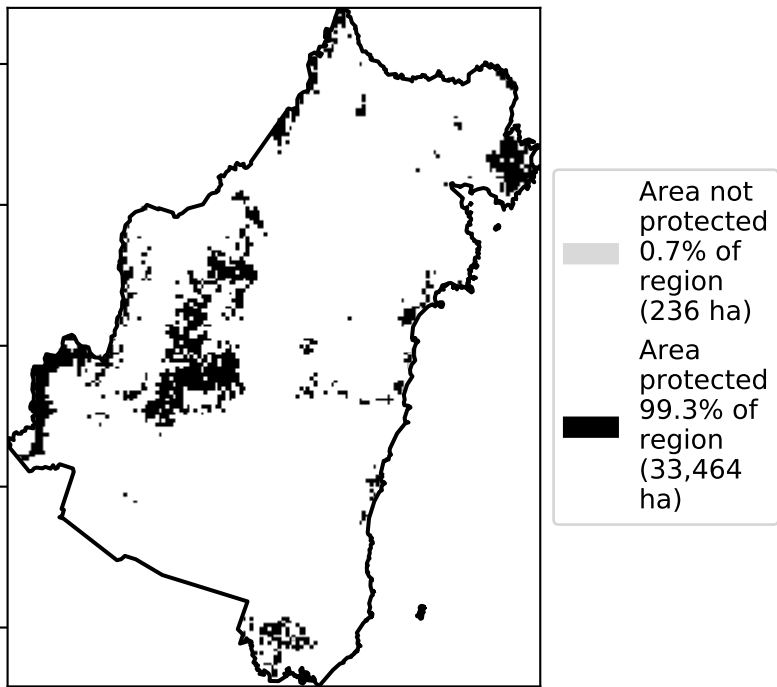 Area not
protected
0.7% of
region
(236 ha)
Area
protected
99.3% of
region
(33,464
ha)